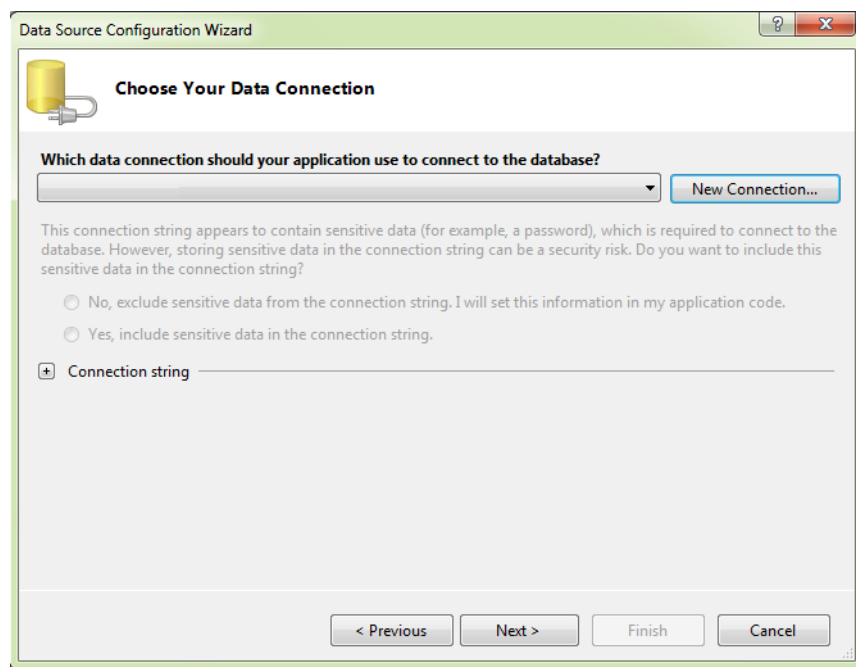 Data Source Configuration Wizard
?
Choose Your Data Connection
Which data connection should your application use to connect to the database?
New Connection...
This connection string appears to contain sensitive data (for example, a password), which is required to connect to the
database. However, storing sensitive data in the connection string can be a security risk. Do you want to include this
sensitive data in the connection string?
No, exclude sensitive data from the connection string. I will set this information in my application code.
Yes, include sensitive data in the connection string.
+ Connection string
< Previous
Next >
Finish
Cancel